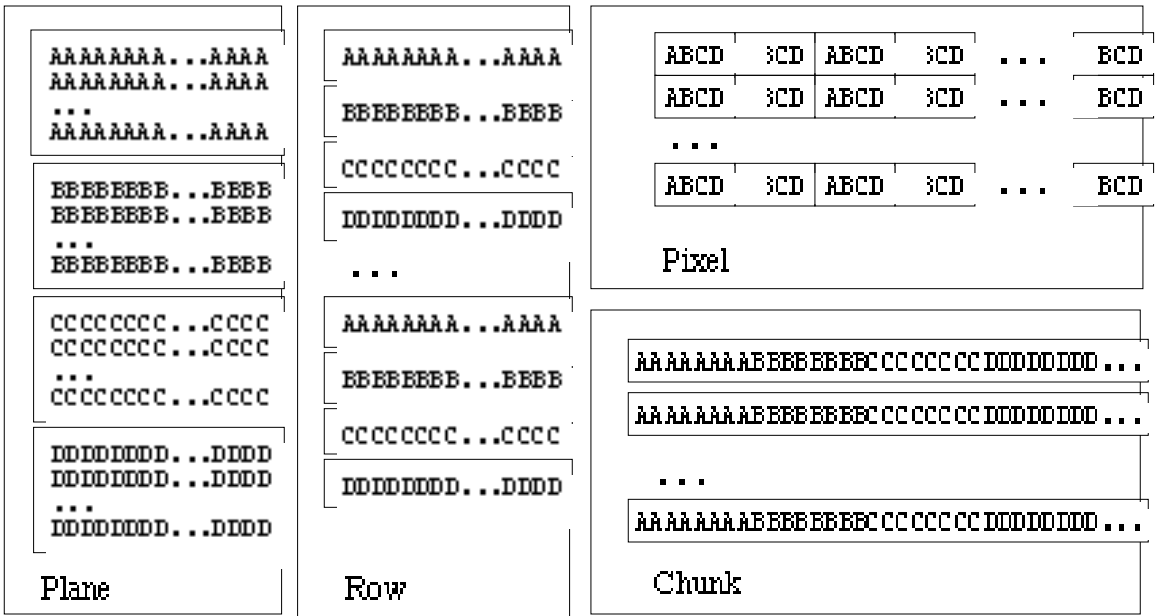 AAAAAAAA...AAAA
AAAAAAAA...AAAA
...
AAAAAAAA...AAAA
BBBBBBBB...BBBB
BBBBBBBB...BBBB
...
BBBBBBBB...BBBB
CCCCCCCC...CCCC
CCCCCCCC...CCCC
...
CCCCCCCC...CCCC
DDDDDDDD...DDDD
DDDDDDDD...DDDD
...
DDDDDDDD...DDDD
Plane
AAAAAAAA...AAAA
BBBBBBBB...BBBB
CCCCCCCC...CCCC
DDDDDDDD...DDDD
...
AAAAAAAA...AAAA
BBBBBBBB...BBBB
CCCCCCCC...CCCC
DDDDDDDD...DDDD
Row
ABCD ABCD ... BCD
ABCD ABCD ... BCD
...
ABCD ABCD ... BCD
Pixel
AAAAAAAABBBBBBBBCCCCCCCCDDDDDDDD...
AAAAAAAABBBBBBBBCCCCCCCCDDDDDDDD...
...
AAAAAAAABBBBBBBBCCCCCCCCDDDDDDDD...
Chunk